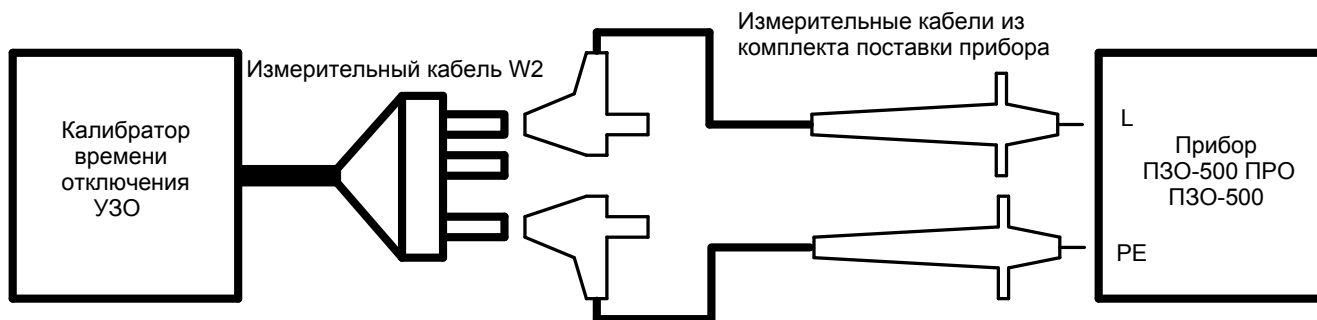 Измерительные кабели из
комплекта поставки прибора
Измерительный кабель W2
Калибратор
времени
отключения
УЗО
L
Прибор
ПЗО-500 ПРО
ПЗО-500
PE